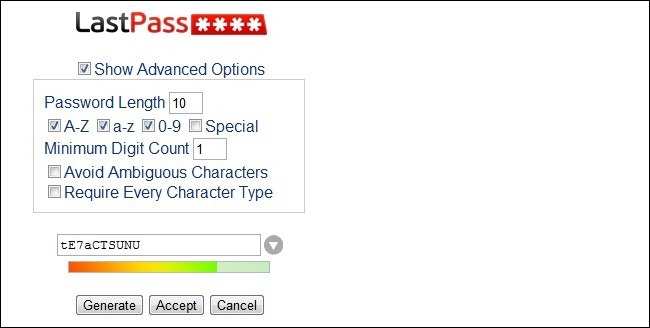 LastPass ****
Show Advanced Options
Password Length 10
A-Z a-z 0-9 Special
Minimum Digit Count 1
Avoid Ambiguous Characters
Require Every Character Type
tE7aCTSUNU
Generate Accept Cancel